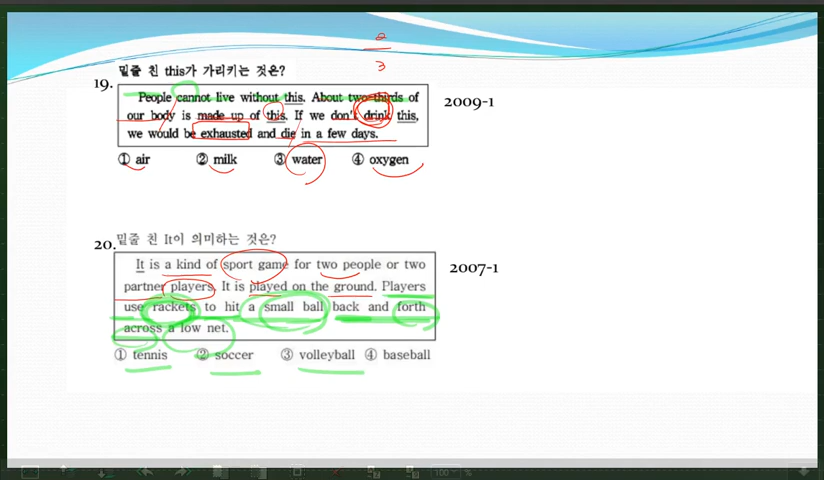 2
3
밑줄 친 this가 가리키는 것은?
19.
People cannot live without this. About two-thirds of
our body is made up of this. If we don't drink this,
we would be exhausted and die in a few days.
2009-1
① air ② milk ③ water ④ oxygen
밑줄 친 It이 의미하는 것은?
20.
It is a kind of sport game for two people or two
partner players. It is played on the ground. Players
use rackets to hit a small ball back and forth
across a low net.
2007-1
① tennis ② soccer ③ volleyball ④ baseball
100%